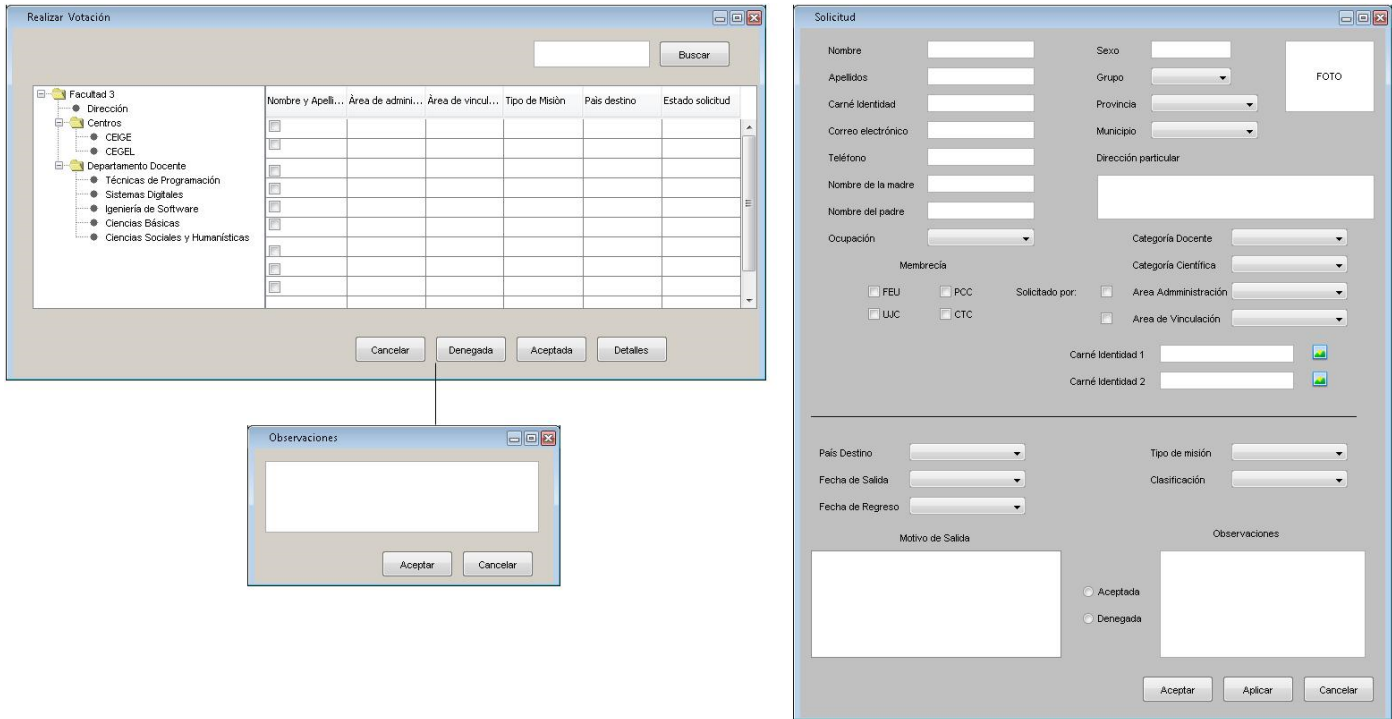 Realizar Votación
Buscar
Facultad 3
Dirección
Centros
CEIGE
CEGEL
Departamento Docente
Técnicas de Programación
Sistemas Digitales
Igeniería de Software
Ciencias Básicas
Ciencias Sociales y Humanísticas
Nombre y Apelli... Àrea de admini... Àrea de vincul... Tipo de Misiòn Paìs destino Estado solicitud
Cancelar Denegada Aceptada Detalles
Observaciones
Aceptar Cancelar
Solicitud
Nombre Sexo
Apellidos Grupo FOTO
Carné Identidad Provincia
Correo electrónico Municipio
Teléfono Dirección particular
Nombre de la madre
Nombre del padre
Ocupación Categoría Docente
Membrecía Categoría Científica
FEU PCC Solicitado por: Area Admministración
UJC CTC Area de Vinculación
Carné Identidad 1
Carné Identidad 2
País Destino Tipo de misión
Fecha de Salida Clasificación
Fecha de Regreso
Motivo de Salida Observaciones
Aceptada
Denegada
Aceptar Aplicar Cancelar